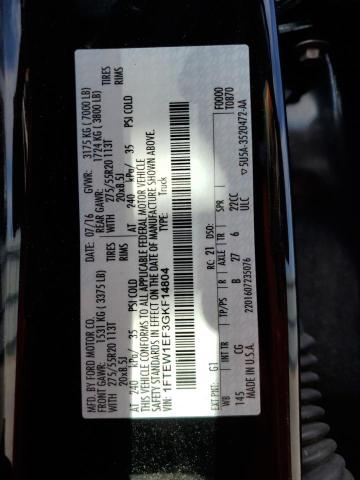 MFD. BY FORD MOTOR CO.
DATE: 07/16 GVWR: 3175 KG ( 7000 LB)
FRONT GAWR: 1531 KG ( 3375 LB) REAR GAWR: 1724 KG ( 3800 LB)
WITH 275/55R20 113T TIRES WITH 275/55R20 113T TIRES
20x8.5J RIMS 20x8.5J RIMS
AT 240 kPa/ 35 PSI COLD AT 240 kPa/ 35 PSI COLD
THIS VEHICLE CONFORMS TO ALL APPLICABLE FEDERAL MOTOR VEHICLE
SAFETY STANDARDS IN EFFECT ON THE DATE OF MANUFACTURE SHOWN ABOVE.
VIN: 1FTEW1EF3GKF14804 TYPE: Truck
F0000
T0870
EXT PNT: G1 RC: 21 DSO:
WB INT TR TP/PS R AXLE TR SPR
145 CG B 27 6 22CC
MADE IN U.S.A. 2201607235076 ULC
5U5A-3520472-AA